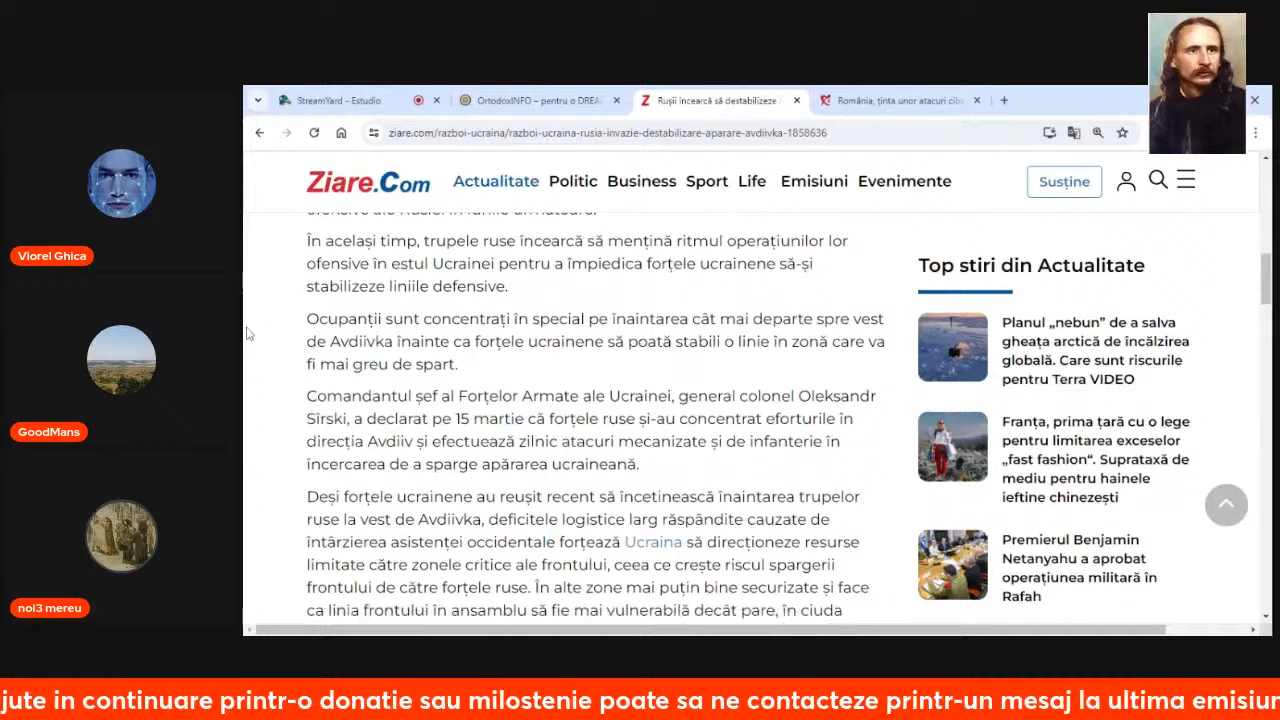 StreamYard - Estudio
OrtodoxINFO – pentru o DREA
Rușii încearcă să destabilizeze
România, ținta unor atacuri cib
ziare.com/razboi-ucraina/razboi-ucraina-rusia-invazie-destabilizare-aparare-avdiivka-1858636
Ziare.Com
Actualitate Politic Business Sport Life Emisiuni Evenimente
Susține
În același timp, trupele ruse încearcă să mențină ritmul operațiunilor lor
ofensive în estul Ucrainei pentru a împiedica forțele ucrainene să-și
stabilizeze liniile defensive.
Ocupanții sunt concentrați în special pe înaintarea cât mai departe spre vest
de Avdiivka înainte ca forțele ucrainene să poată stabili o linie în zonă care va
fi mai greu de spart.
Comandantul șef al Forțelor Armate ale Ucrainei, general colonel Oleksandr
Sîrski, a declarat pe 15 martie că forțele ruse și-au concentrat eforturile în
direcția Avdiiv și efectuează zilnic atacuri mecanizate și de infanterie în
încercarea de a sparge apărarea ucraineană.
Deși forțele ucrainene au reușit recent să încetinească înaintarea trupelor
ruse la vest de Avdiivka, deficitele logistice larg răspândite cauzate de
întârzierea asistenței occidentale forțează Ucraina să direcționeze resurse
limitate către zonele critice ale frontului, ceea ce crește riscul spargerii
frontului de către forțele ruse. În alte zone mai puțin bine securizate și face
ca linia frontului în ansamblu să fie mai vulnerabilă decât pare, în ciuda
Top stiri din Actualitate
Planul „nebun” de a salva
gheața arctică de încălzirea
globală. Care sunt riscurile
pentru Terra VIDEO
Franța, prima țară cu o lege
pentru limitarea exceselor
„fast fashion“. Suprataxă de
mediu pentru hainele
ieftine chinezești
Premierul Benjamin
Netanyahu a aprobat
operațiunea militară în
Rafah
Viorel Ghica
GoodMans
noi3 mereu
jute in continuare printr-o donatie sau milostenie poate sa ne contacteze printr-un mesaj la ultima emisiun